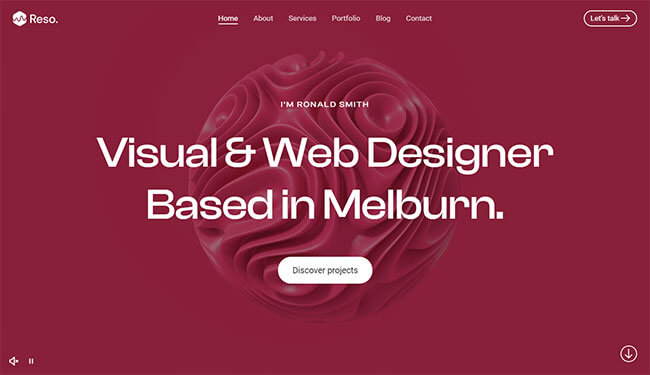 Reso.
Home About Services Portfolio Blog Contact
Let's talk
I'M RONALD SMITH
Visual & Web Designer
Based in Melburn.
Discover projects